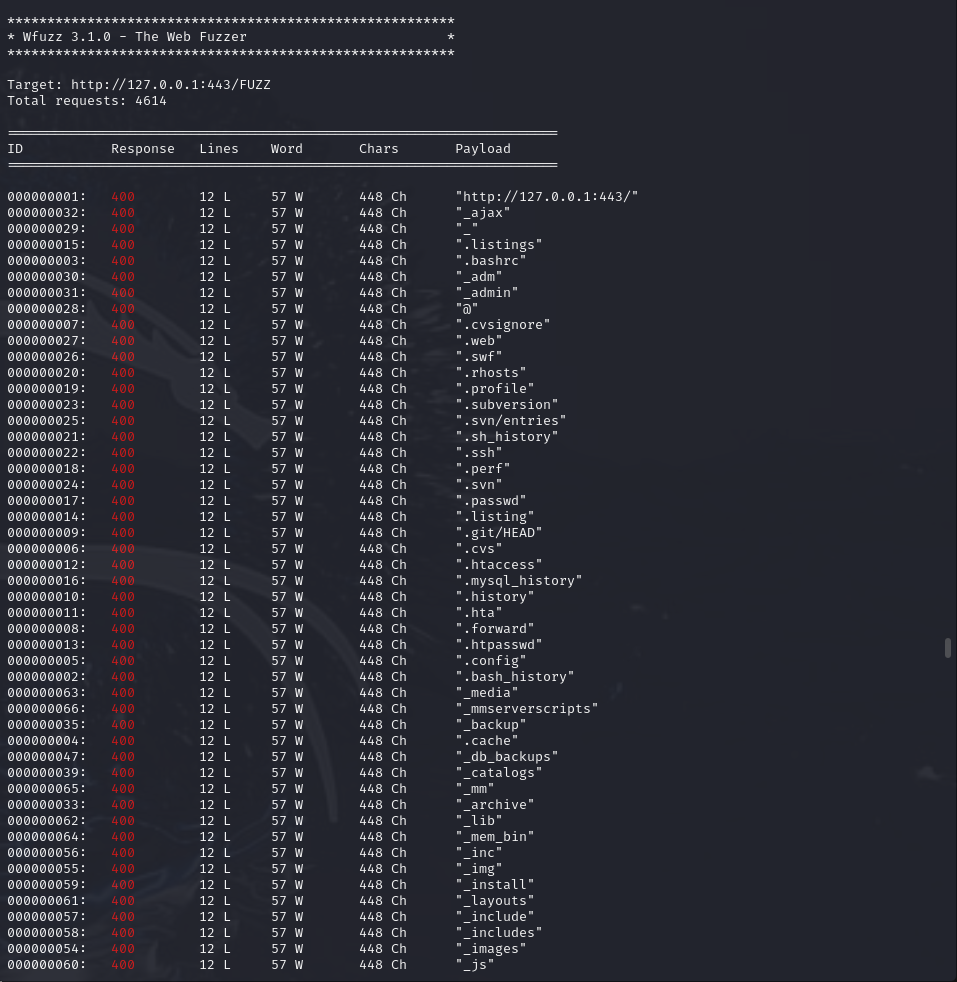 ********************************************************
* Wfuzz 3.1.0 - The Web Fuzzer                         *
********************************************************
Target: http://127.0.0.1:443/FUZZ
Total requests: 4614
=====================================================================
ID           Response   Lines    Word       Chars       Payload
=====================================================================
000000001:   400        12 L     57 W       448 Ch      "http://127.0.0.1:443/"
000000032:   400        12 L     57 W       448 Ch      "_ajax"
000000029:   400        12 L     57 W       448 Ch      "_"
000000015:   400        12 L     57 W       448 Ch      ".listings"
000000003:   400        12 L     57 W       448 Ch      ".bashrc"
000000030:   400        12 L     57 W       448 Ch      "_adm"
000000031:   400        12 L     57 W       448 Ch      "_admin"
000000028:   400        12 L     57 W       448 Ch      "@"
000000007:   400        12 L     57 W       448 Ch      ".cvsignore"
000000027:   400        12 L     57 W       448 Ch      ".web"
000000026:   400        12 L     57 W       448 Ch      ".swf"
000000020:   400        12 L     57 W       448 Ch      ".rhosts"
000000019:   400        12 L     57 W       448 Ch      ".profile"
000000023:   400        12 L     57 W       448 Ch      ".subversion"
000000025:   400        12 L     57 W       448 Ch      ".svn/entries"
000000021:   400        12 L     57 W       448 Ch      ".sh_history"
000000022:   400        12 L     57 W       448 Ch      ".ssh"
000000018:   400        12 L     57 W       448 Ch      ".perf"
000000024:   400        12 L     57 W       448 Ch      ".svn"
000000017:   400        12 L     57 W       448 Ch      ".passwd"
000000014:   400        12 L     57 W       448 Ch      ".listing"
000000009:   400        12 L     57 W       448 Ch      ".git/HEAD"
000000006:   400        12 L     57 W       448 Ch      ".cvs"
000000012:   400        12 L     57 W       448 Ch      ".htaccess"
000000016:   400        12 L     57 W       448 Ch      ".mysql_history"
000000010:   400        12 L     57 W       448 Ch      ".history"
000000011:   400        12 L     57 W       448 Ch      ".hta"
000000008:   400        12 L     57 W       448 Ch      ".forward"
000000013:   400        12 L     57 W       448 Ch      ".htpasswd"
000000005:   400        12 L     57 W       448 Ch      ".config"
000000002:   400        12 L     57 W       448 Ch      ".bash_history"
000000063:   400        12 L     57 W       448 Ch      "_media"
000000066:   400        12 L     57 W       448 Ch      "_mmserverscripts"
000000035:   400        12 L     57 W       448 Ch      "_backup"
000000004:   400        12 L     57 W       448 Ch      ".cache"
000000047:   400        12 L     57 W       448 Ch      "_db_backups"
000000039:   400        12 L     57 W       448 Ch      "_catalogs"
000000065:   400        12 L     57 W       448 Ch      "_mm"
000000033:   400        12 L     57 W       448 Ch      "_archive"
000000062:   400        12 L     57 W       448 Ch      "_lib"
000000064:   400        12 L     57 W       448 Ch      "_mem_bin"
000000056:   400        12 L     57 W       448 Ch      "_inc"
000000055:   400        12 L     57 W       448 Ch      "_img"
000000059:   400        12 L     57 W       448 Ch      "_install"
000000061:   400        12 L     57 W       448 Ch      "_layouts"
000000057:   400        12 L     57 W       448 Ch      "_include"
000000058:   400        12 L     57 W       448 Ch      "_includes"
000000054:   400        12 L     57 W       448 Ch      "_images"
000000060:   400        12 L     57 W       448 Ch      "_js"